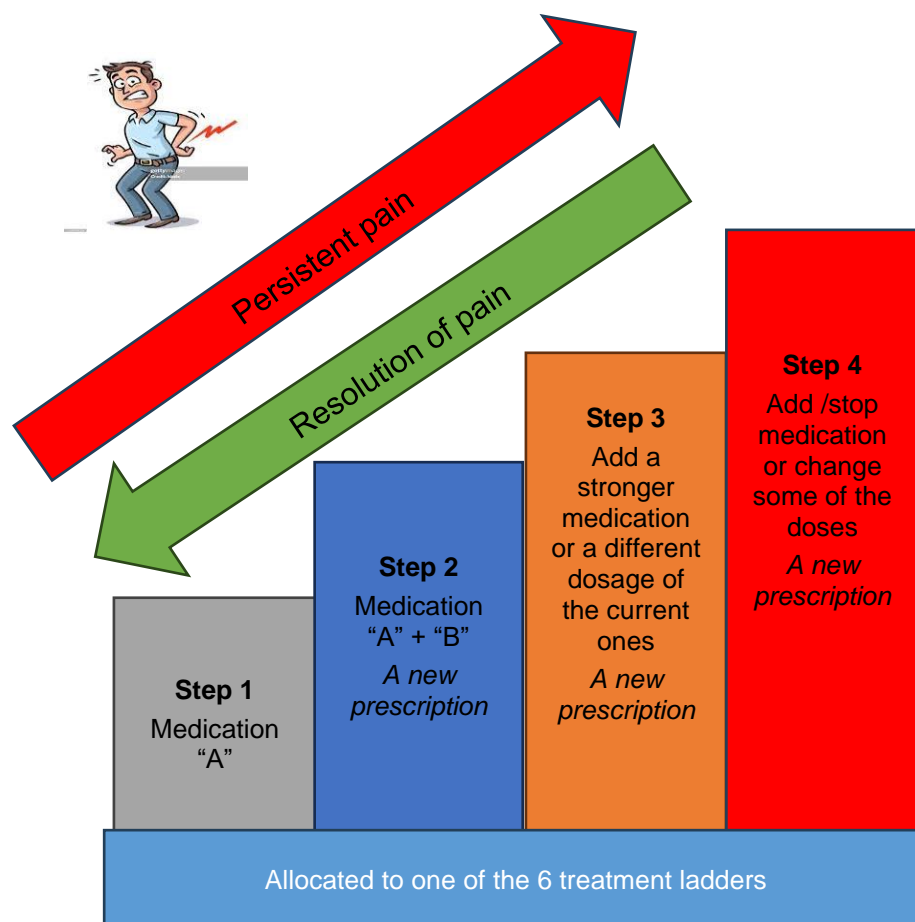 Persistent pain
Resolution of pain
Step 1
Medication
“A”
Step 2
Medication
“A” + “B”
A new
prescription
Step 3
Add a
stronger
medication
or a different
dosage of
the current
ones
A new
prescription
Step 4
Add /stop
medication
or change
some of the
doses
A new
prescription
Allocated to one of the 6 treatment ladders